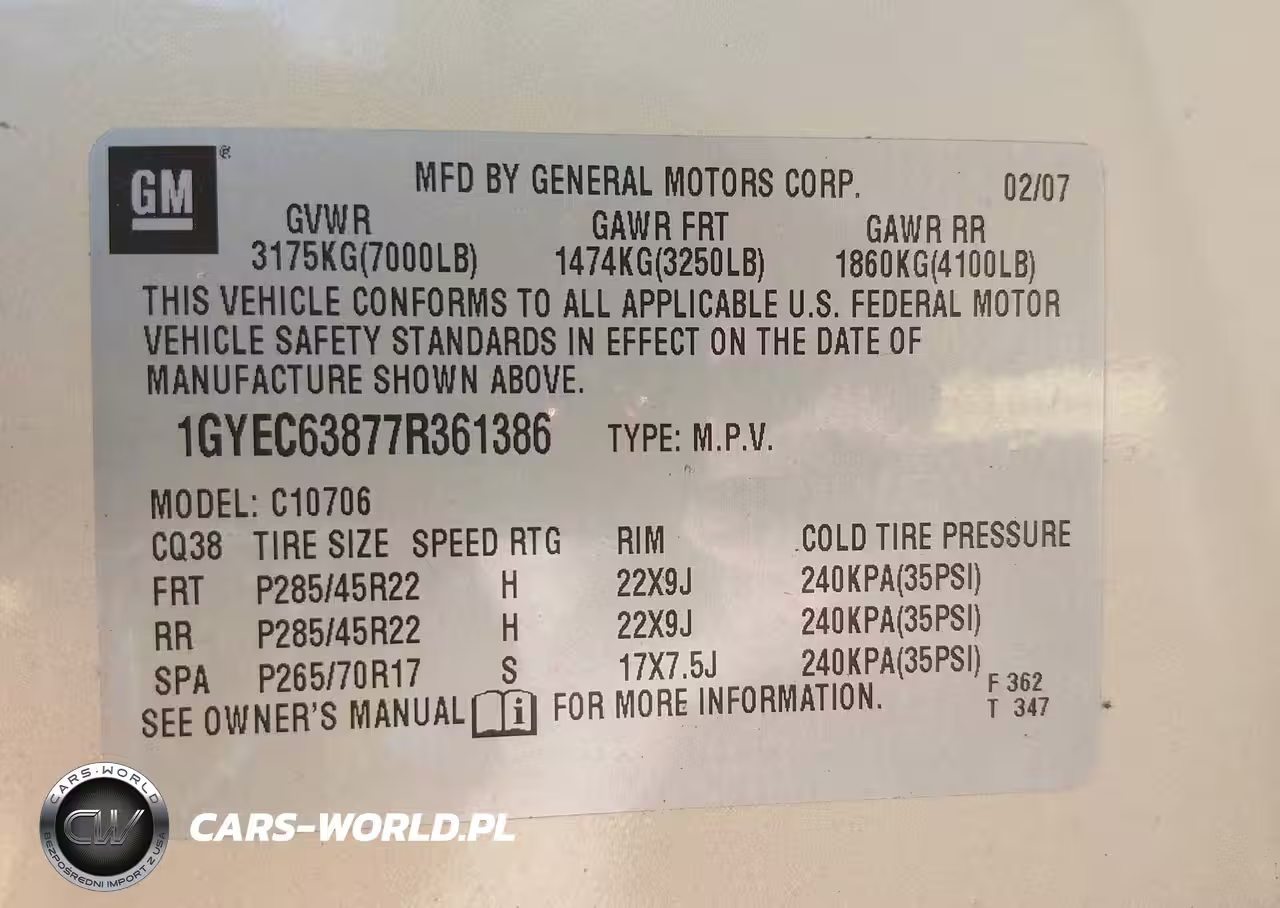 GM ®
MFD BY GENERAL MOTORS CORP. 02/07
GVWR GAWR FRT GAWR RR
3175KG(7000LB) 1474KG(3250LB) 1860KG(4100LB)
THIS VEHICLE CONFORMS TO ALL APPLICABLE U.S. FEDERAL MOTOR
VEHICLE SAFETY STANDARDS IN EFFECT ON THE DATE OF
MANUFACTURE SHOWN ABOVE.
1GYEC63877R361386 TYPE: M.P.V.
MODEL: C10706
CQ38 TIRE SIZE SPEED RTG RIM COLD TIRE PRESSURE
FRT P285/45R22 H 22X9J 240KPA(35PSI)
RR P285/45R22 H 22X9J 240KPA(35PSI)
SPA P265/70R17 S 17X7.5J 240KPA(35PSI)
SEE OWNER'S MANUAL i FOR MORE INFORMATION.
F 362
T 347
CARS-WORLD
CW
BEZPOŚREDNI IMPORT Z USA
CARS-WORLD.PL